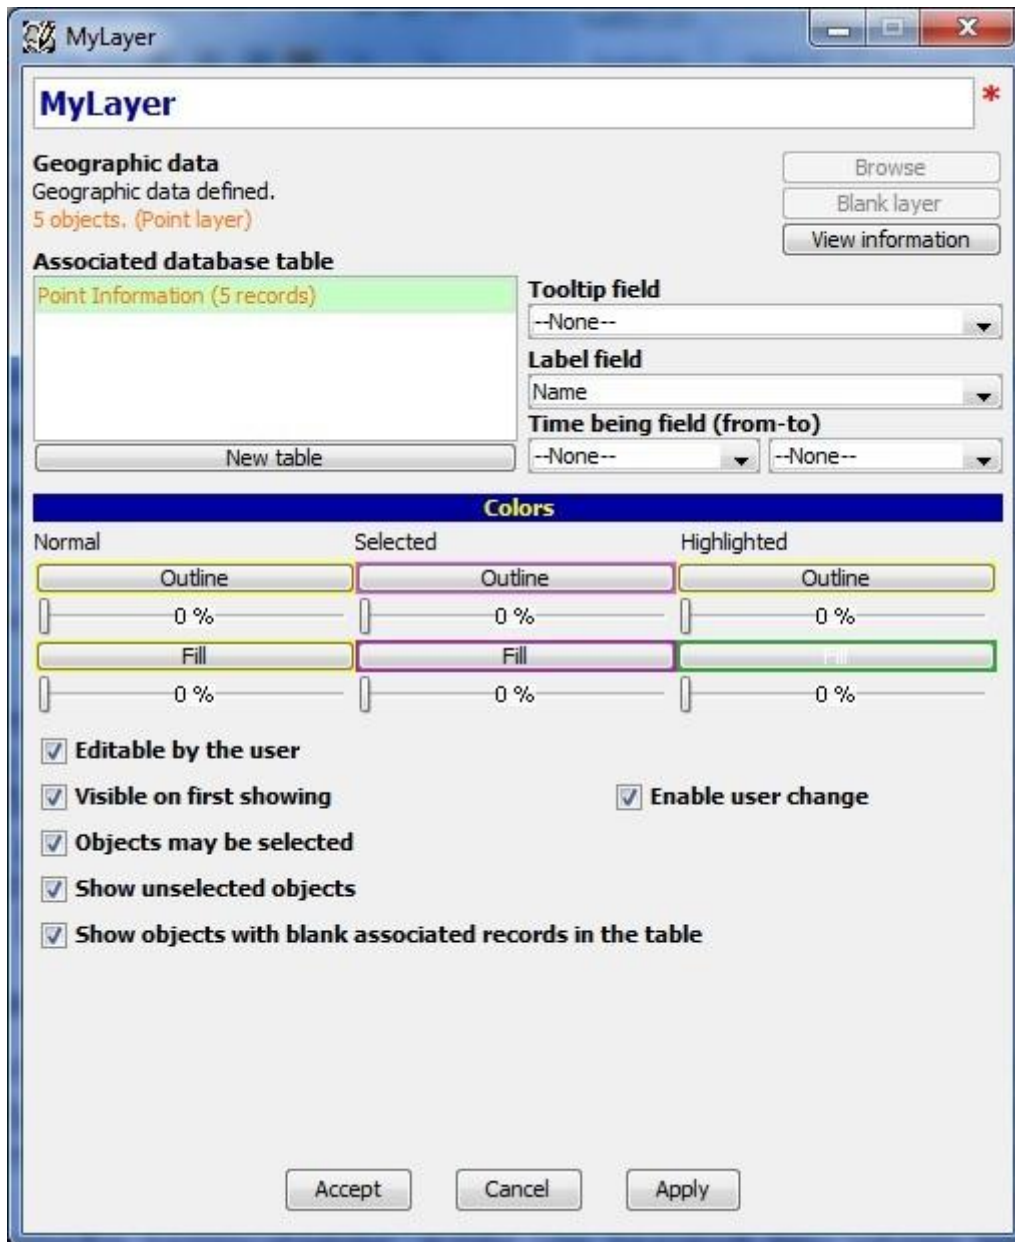 MyLayer
MyLayer *
Geographic data
Geographic data defined.
5 objects. (Point layer)
Browse
Blank layer
View information
Associated database table
Point Information (5 records)
New table
Tooltip field
--None--
Label field
Name
Time being field (from-to)
--None-- --None--
Colors
Normal Selected Highlighted
Outline Outline Outline
0 % 0 % 0 %
Fill Fill Fill
0 % 0 % 0 %
Editable by the user
Visible on first showing Enable user change
Objects may be selected
Show unselected objects
Show objects with blank associated records in the table
Accept Cancel Apply